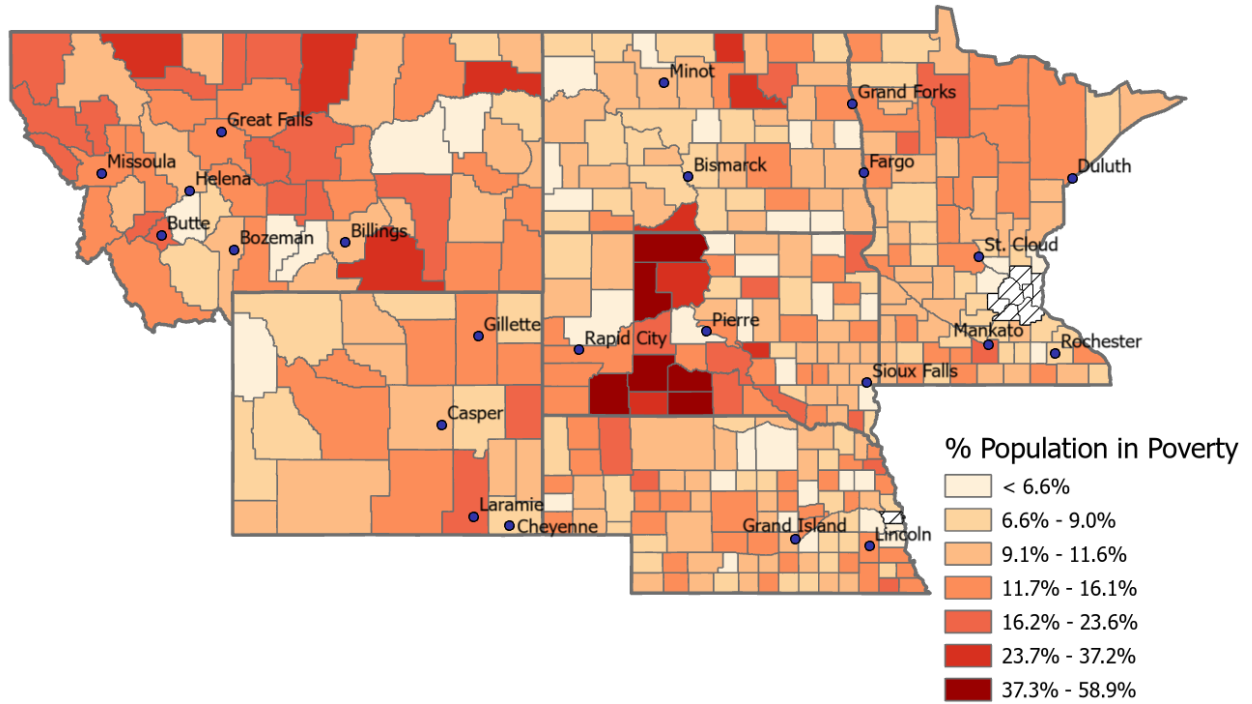 Minot
Grand Forks
Great Falls
Missoula
Bismarck
Fargo
Duluth
Helena
Butte
Bozeman
Billings
St. Cloud
Gillette
Rapid City
Pierre
Mankato
Rochester
Sioux Falls
Casper
Laramie
Cheyenne
Grand Island
Lincoln
% Population in Poverty
< 6.6%
6.6% - 9.0%
9.1% - 11.6%
11.7% - 16.1%
16.2% - 23.6%
23.7% - 37.2%
37.3% - 58.9%